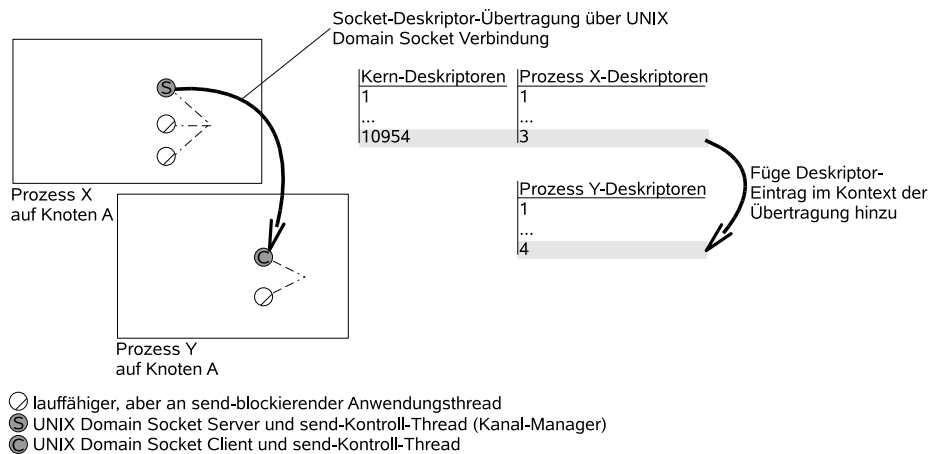 Socket-Deskriptor-Übertragung über UNIX
Domain Socket Verbindung
Kern-Deskriptoren
1
...
10954
Prozess X-Deskriptoren
1
...
3
S
Prozess X
auf Knoten A
Füge Deskriptor-
Eintrag im Kontext der
Übertragung hinzu
Prozess Y-Deskriptoren
1
...
4
C
Prozess Y
auf Knoten A
lauffähiger, aber an send-blockierender Anwendungsthread
S UNIX Domain Socket Server und send-Kontroll-Thread (Kanal-Manager)
C UNIX Domain Socket Client und send-Kontroll-Thread